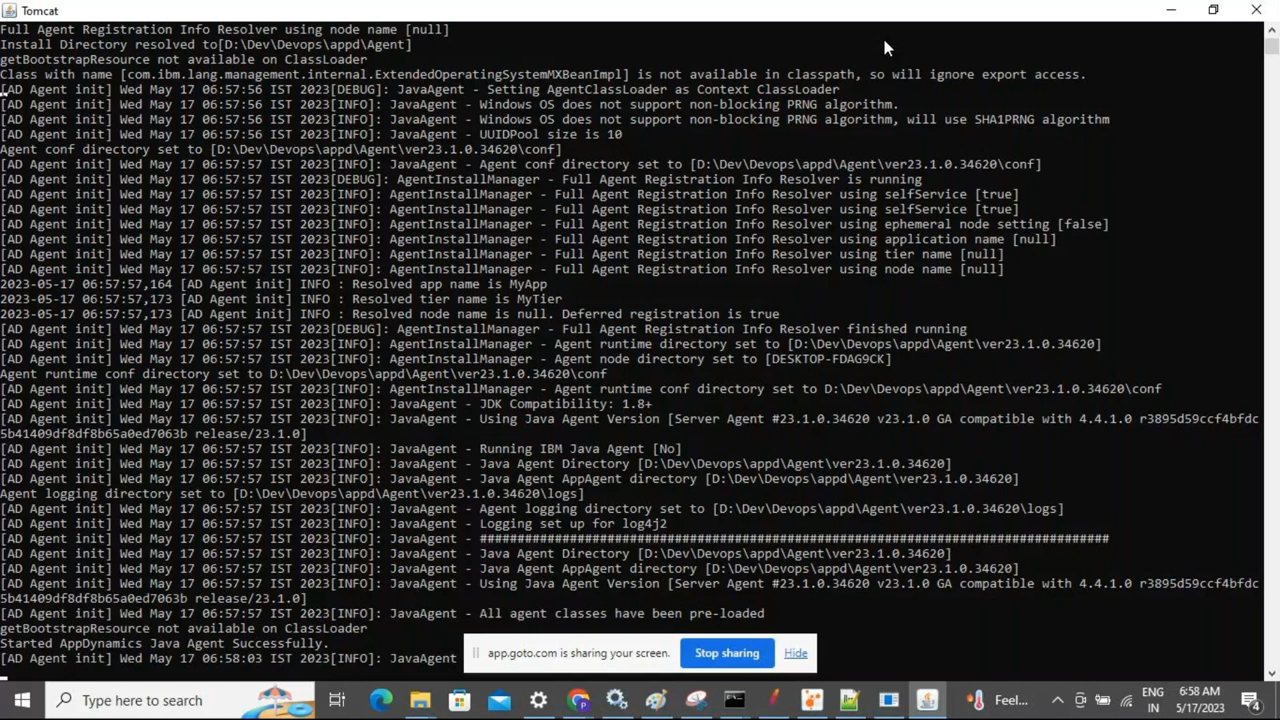 Tomcat
Full Agent Registration Info Resolver using node name [null]
Install Directory resolved to[D:\Dev\Devops\appd\Agent]
getBootstrapResource not available on ClassLoader
Class with name [com.ibm.lang.management.internal.ExtendedOperatingSystemMXBeanImpl] is not available in classpath, so will ignore export access.
[AD Agent init] Wed May 17 06:57:56 IST 2023[DEBUG]: JavaAgent - Setting AgentClassLoader as Context ClassLoader
[AD Agent init] Wed May 17 06:57:56 IST 2023[INFO]: JavaAgent - Windows OS does not support non-blocking PRNG algorithm.
[AD Agent init] Wed May 17 06:57:56 IST 2023[INFO]: JavaAgent - Windows OS does not support non-blocking PRNG algorithm, will use SHA1PRNG algorithm
[AD Agent init] Wed May 17 06:57:56 IST 2023[INFO]: JavaAgent - UUIDPool size is 10
Agent conf directory set to [D:\Dev\Devops\appd\Agent\ver23.1.0.34620\conf]
[AD Agent init] Wed May 17 06:57:57 IST 2023[INFO]: JavaAgent - Agent conf directory set to [D:\Dev\Devops\appd\Agent\ver23.1.0.34620\conf]
[AD Agent init] Wed May 17 06:57:57 IST 2023[DEBUG]: AgentInstallManager - Full Agent Registration Info Resolver is running
[AD Agent init] Wed May 17 06:57:57 IST 2023[INFO]: AgentInstallManager - Full Agent Registration Info Resolver using selfService [true]
[AD Agent init] Wed May 17 06:57:57 IST 2023[INFO]: AgentInstallManager - Full Agent Registration Info Resolver using selfService [true]
[AD Agent init] Wed May 17 06:57:57 IST 2023[INFO]: AgentInstallManager - Full Agent Registration Info Resolver using ephemeral node setting [false]
[AD Agent init] Wed May 17 06:57:57 IST 2023[INFO]: AgentInstallManager - Full Agent Registration Info Resolver using application name [null]
[AD Agent init] Wed May 17 06:57:57 IST 2023[INFO]: AgentInstallManager - Full Agent Registration Info Resolver using tier name [null]
[AD Agent init] Wed May 17 06:57:57 IST 2023[INFO]: AgentInstallManager - Full Agent Registration Info Resolver using node name [null]
2023-05-17 06:57:57,164 [AD Agent init] INFO : Resolved app name is MyApp
2023-05-17 06:57:57,173 [AD Agent init] INFO : Resolved tier name is MyTier
2023-05-17 06:57:57,173 [AD Agent init] INFO : Resolved node name is null. Deferred registration is true
[AD Agent init] Wed May 17 06:57:57 IST 2023[DEBUG]: AgentInstallManager - Full Agent Registration Info Resolver finished running
[AD Agent init] Wed May 17 06:57:57 IST 2023[INFO]: AgentInstallManager - Agent runtime directory set to [D:\Dev\Devops\appd\Agent\ver23.1.0.34620]
[AD Agent init] Wed May 17 06:57:57 IST 2023[INFO]: AgentInstallManager - Agent node directory set to [DESKTOP-FDAG9CK]
Agent runtime conf directory set to D:\Dev\Devops\appd\Agent\ver23.1.0.34620\conf
[AD Agent init] Wed May 17 06:57:57 IST 2023[INFO]: AgentInstallManager - Agent runtime conf directory set to D:\Dev\Devops\appd\Agent\ver23.1.0.34620\conf
[AD Agent init] Wed May 17 06:57:57 IST 2023[INFO]: JavaAgent - JDK Compatibility: 1.8+
[AD Agent init] Wed May 17 06:57:57 IST 2023[INFO]: JavaAgent - Using Java Agent Version [Server Agent #23.1.0.34620 v23.1.0 GA compatible with 4.4.1.0 r3895d59ccf4bfdc
5b41409df8df8b65a0ed7063b release/23.1.0]
[AD Agent init] Wed May 17 06:57:57 IST 2023[INFO]: JavaAgent - Running IBM Java Agent [No]
[AD Agent init] Wed May 17 06:57:57 IST 2023[INFO]: JavaAgent - Java Agent Directory [D:\Dev\Devops\appd\Agent\ver23.1.0.34620]
[AD Agent init] Wed May 17 06:57:57 IST 2023[INFO]: JavaAgent - Java Agent AppAgent directory [D:\Dev\Devops\appd\Agent\ver23.1.0.34620]
Agent logging directory set to [D:\Dev\Devops\appd\Agent\ver23.1.0.34620\logs]
[AD Agent init] Wed May 17 06:57:57 IST 2023[INFO]: JavaAgent - Agent logging directory set to [D:\Dev\Devops\appd\Agent\ver23.1.0.34620\logs]
[AD Agent init] Wed May 17 06:57:57 IST 2023[INFO]: JavaAgent - Logging set up for log4j2
[AD Agent init] Wed May 17 06:57:57 IST 2023[INFO]: JavaAgent - ####################################################################################
[AD Agent init] Wed May 17 06:57:57 IST 2023[INFO]: JavaAgent - Java Agent Directory [D:\Dev\Devops\appd\Agent\ver23.1.0.34620]
[AD Agent init] Wed May 17 06:57:57 IST 2023[INFO]: JavaAgent - Java Agent AppAgent directory [D:\Dev\Devops\appd\Agent\ver23.1.0.34620]
[AD Agent init] Wed May 17 06:57:57 IST 2023[INFO]: JavaAgent - Using Java Agent Version [Server Agent #23.1.0.34620 v23.1.0 GA compatible with 4.4.1.0 r3895d59ccf4bfdc
5b41409df8df8b65a0ed7063b release/23.1.0]
[AD Agent init] Wed May 17 06:57:57 IST 2023[INFO]: JavaAgent - All agent classes have been pre-loaded
getBootstrapResource not available on ClassLoader
Started AppDynamics Java Agent Successfully.
[AD Agent init] Wed May 17 06:58:03 IST 2023[INFO]: JavaAgent
app.goto.com is sharing your screen. Stop sharing Hide
Type here to search
Feel...
ENG
IN
6:58 AM
5/17/2023
4